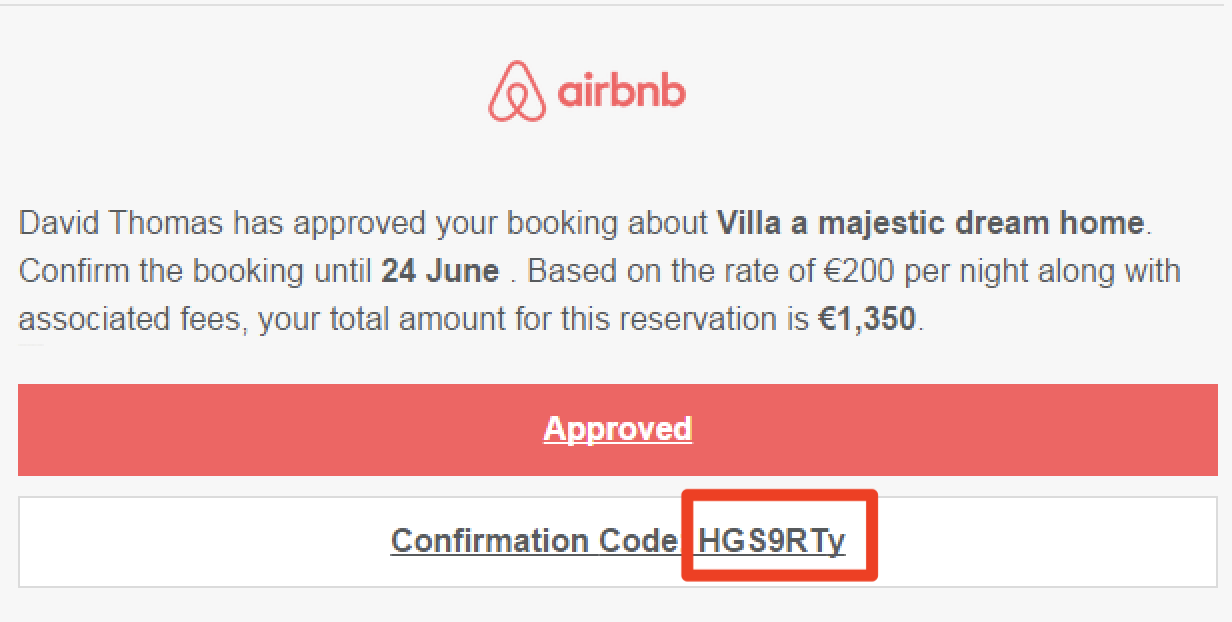 airbnb
David Thomas has approved your booking about Villa a majestic dream home.
Confirm the booking until 24 June . Based on the rate of €200 per night along with
associated fees, your total amount for this reservation is €1,350.
Approved
Confirmation Code HGS9RTy